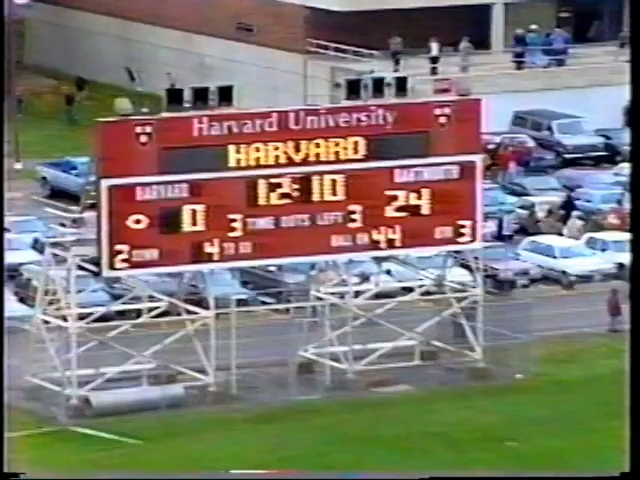 Harvard University
HARVARD
HARVARD 12:10 DARTMOUTH
0 3 TIME OUTS LEFT 3 24
2 DOWN 4 TO GO BALL ON 44 QTR 3